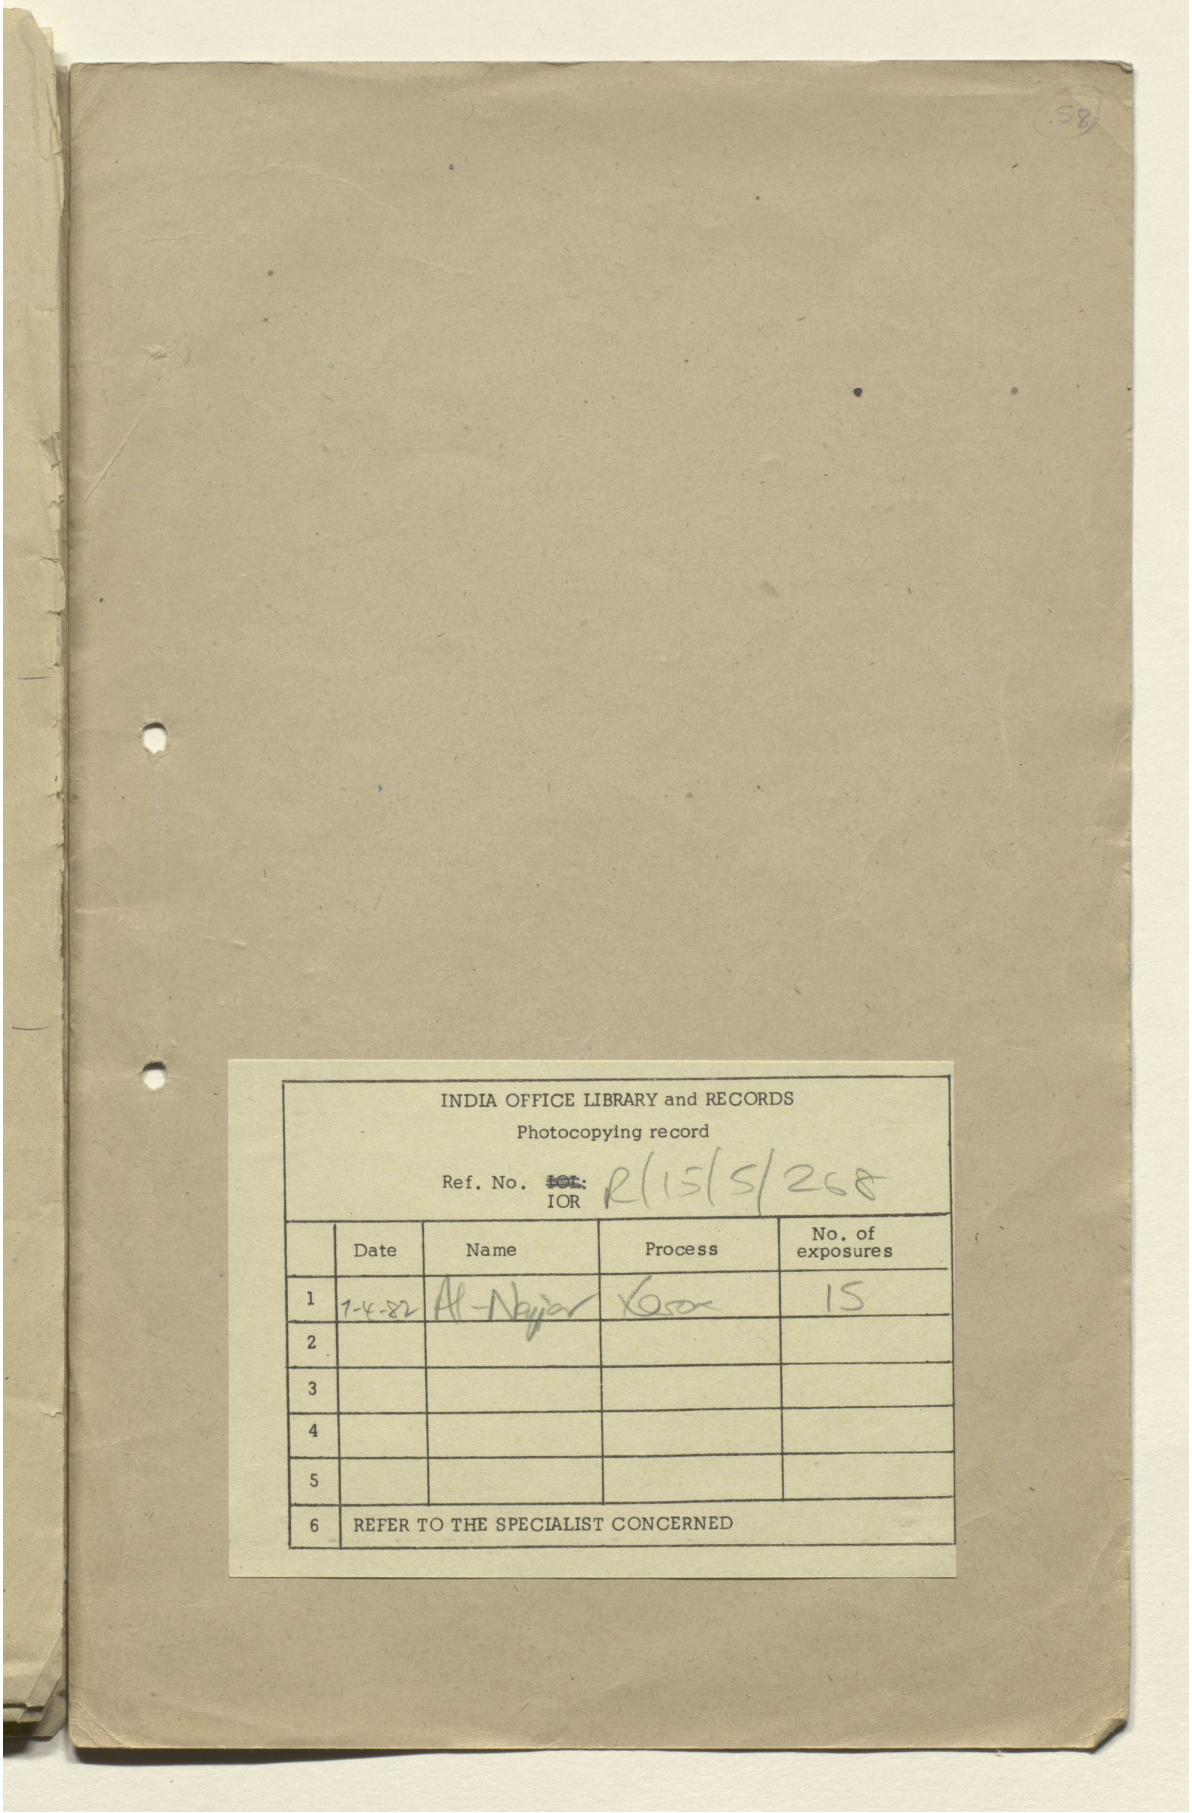 58
INDIA OFFICE LIBRARY and RECORDS
Photocopying record
Ref. No. IOL:
IOR R/15/5/268
Date Name Process No. of exposures
1 7-4-82 Al-Najjar Xerox 15
2
3
4
5
6 REFER TO THE SPECIALIST CONCERNED